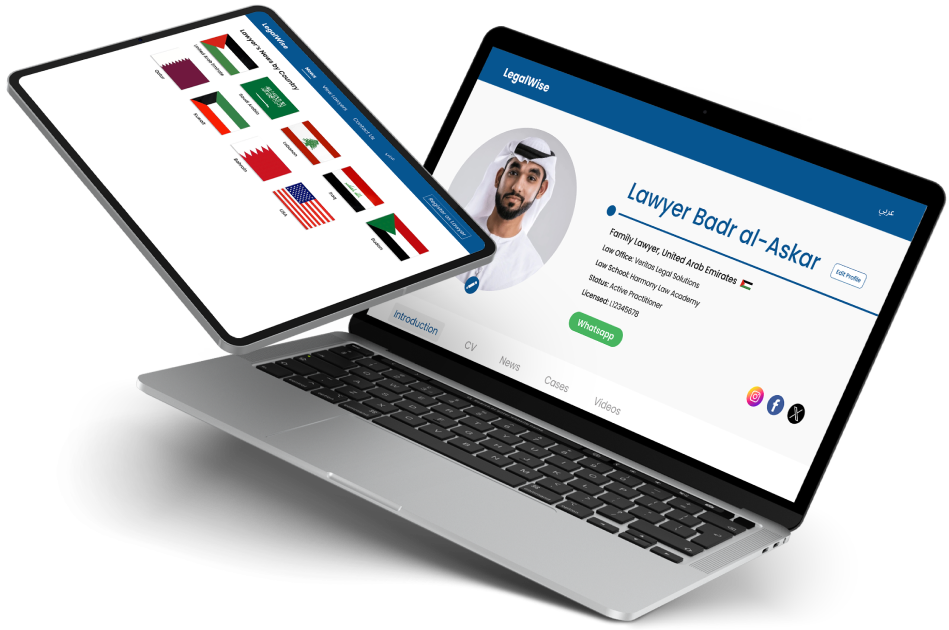 LegalWise
News
View Lawyers
Contact Us
عربي
Register as Lawyer
Lawyer's News by Country
United Arab Emirates
Saudi Arabia
Lebanon
Iraq
Sudan
Qatar
Kuwait
Bahrain
USA
LegalWise
عربي
Lawyer Badr al-Askar
Edit Profile
Family Lawyer, United Arab Emirates
Law Office: Veritas Legal Solutions
Law School: Harmony Law Academy
Status: Active Practitioner
Licensed: L12345678
Whatsapp
Introduction
CV
News
Cases
Videos